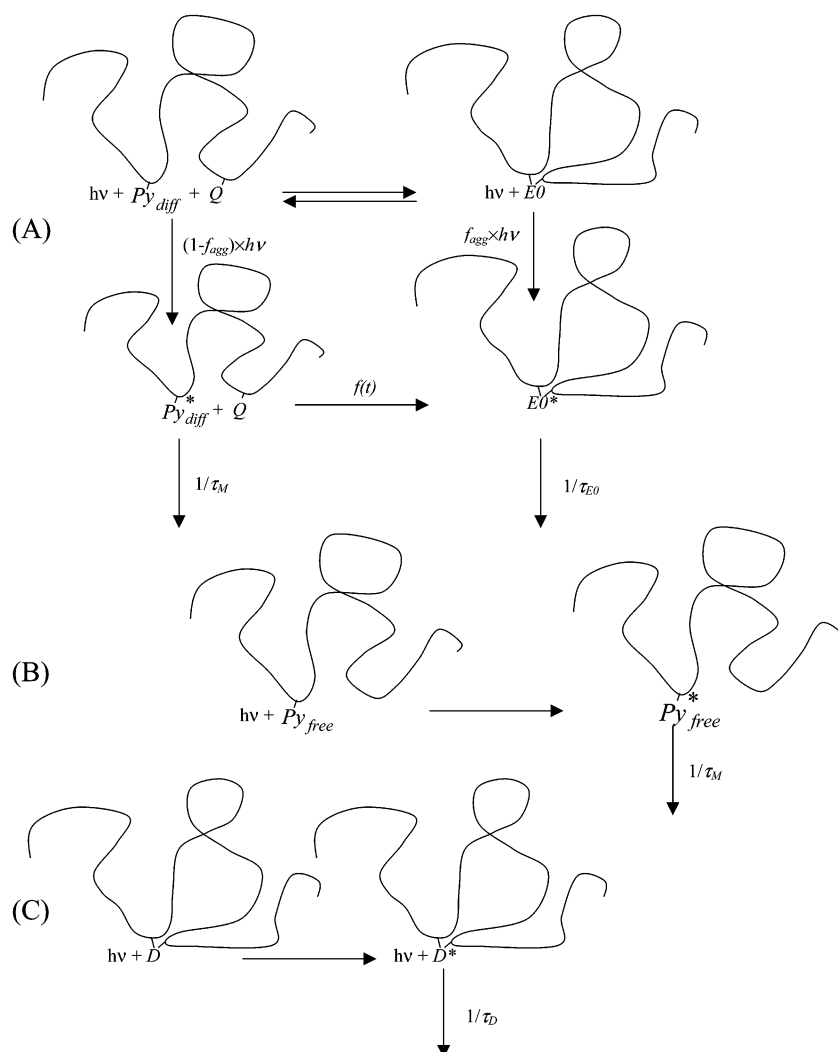 hν + Py_diff + Q hν + E0
(A)
(1-f_agg)×hν f_agg×hν
Py*_diff + Q f(t) E0*
1/τ_M 1/τ_E0
(B)
hν + Py_free Py*_free
1/τ_M
(C)
hν + D hν + D*
1/τ_D